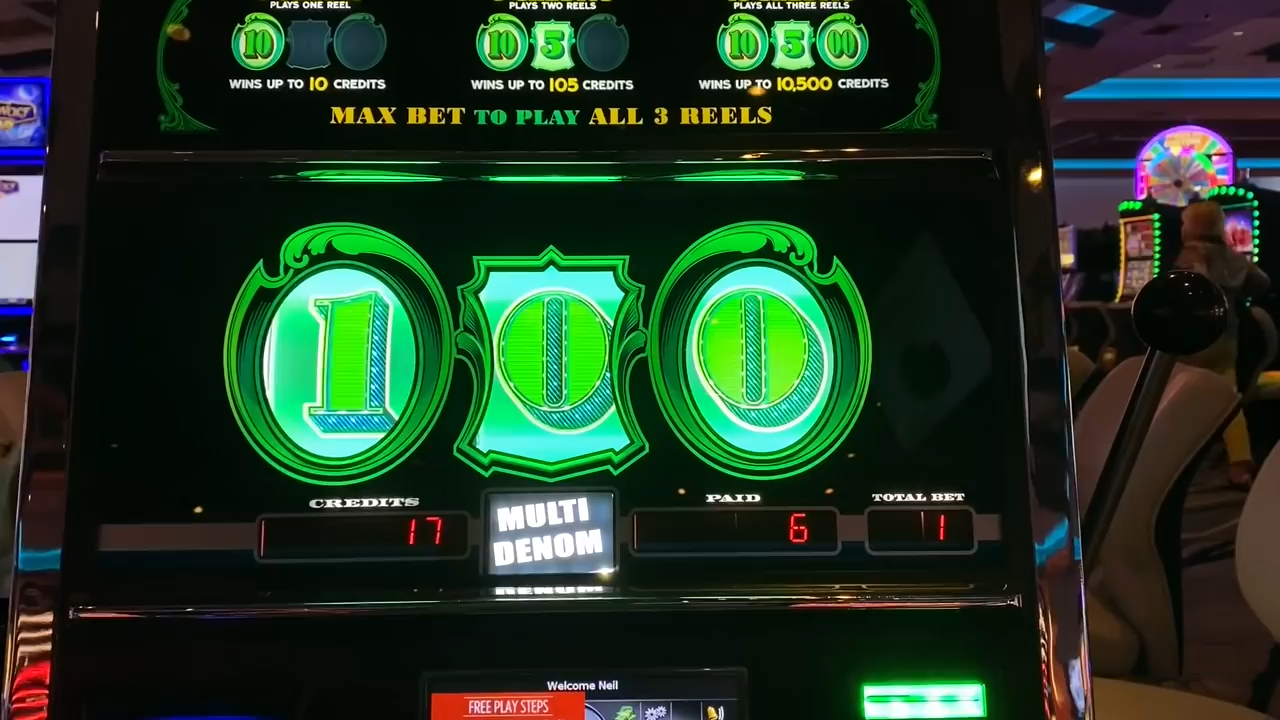 PLAYS ONE REEL
PLAYS TWO REELS
PLAYS ALL THREE REELS
10
10 5
10 5 00
WINS UP TO 10 CREDITS
WINS UP TO 105 CREDITS
WINS UP TO 10,500 CREDITS
MAX BET TO PLAY ALL 3 REELS
1 0 0
CREDITS
PAID
TOTAL BET
17
MULTI
DENOM
6
1
Welcome Neil
FREE PLAY STEPS